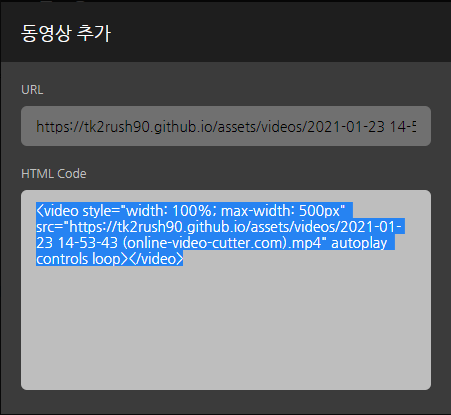 동영상 추가
URL
https://tk2rush90.github.io/assets/videos/2021-01-23 14-5
HTML Code
<video style="width: 100%; max-width: 500px"
src="https://tk2rush90.github.io/assets/videos/2021-01-
23 14-53-43 (online-video-cutter.com).mp4" autoplay
controls loop></video>